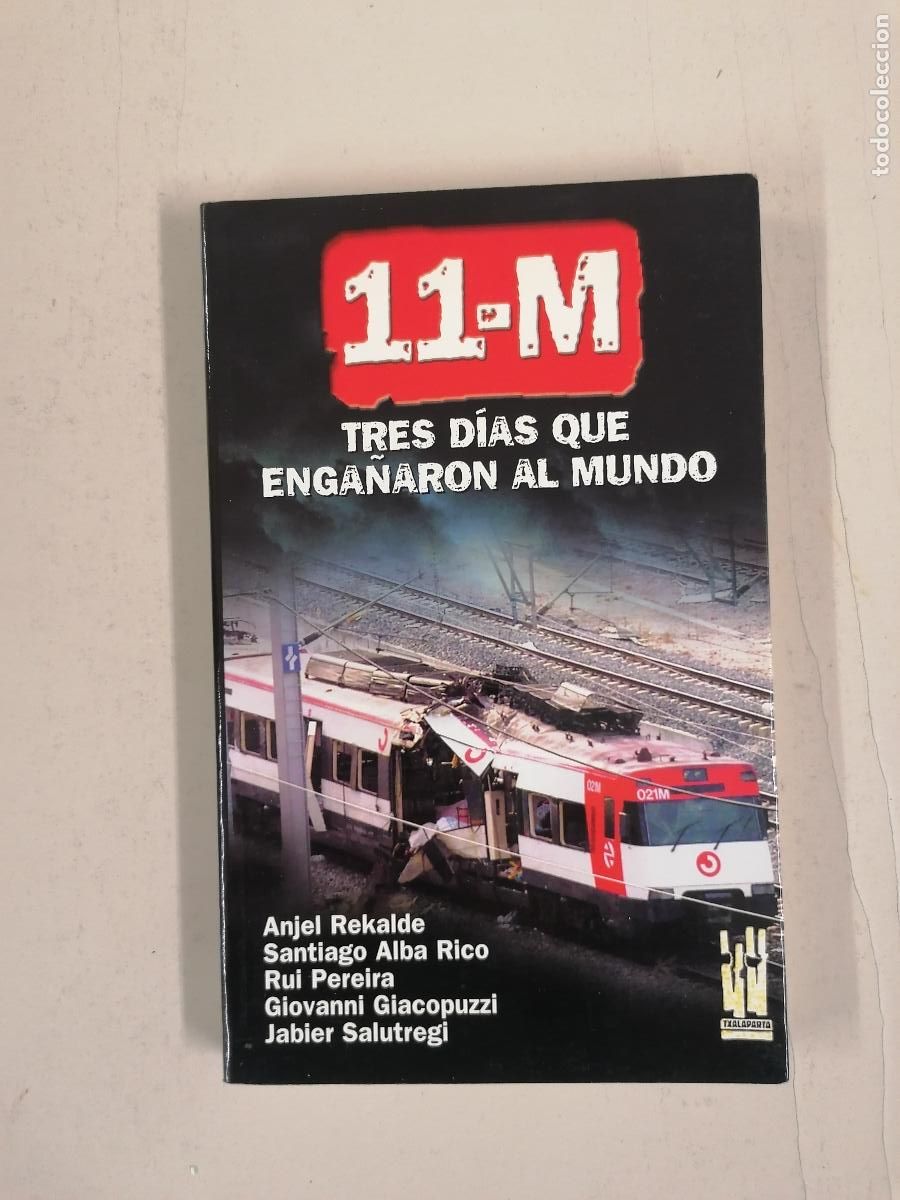 todocoleccion
11-M
TRES DÍAS QUE
ENGAÑARON AL MUNDO
021M
021M
Anjel Rekalde
Santiago Alba Rico
Rui Pereira
Giovanni Giacopuzzi
Jabier Salutregi
TXALAPARTA